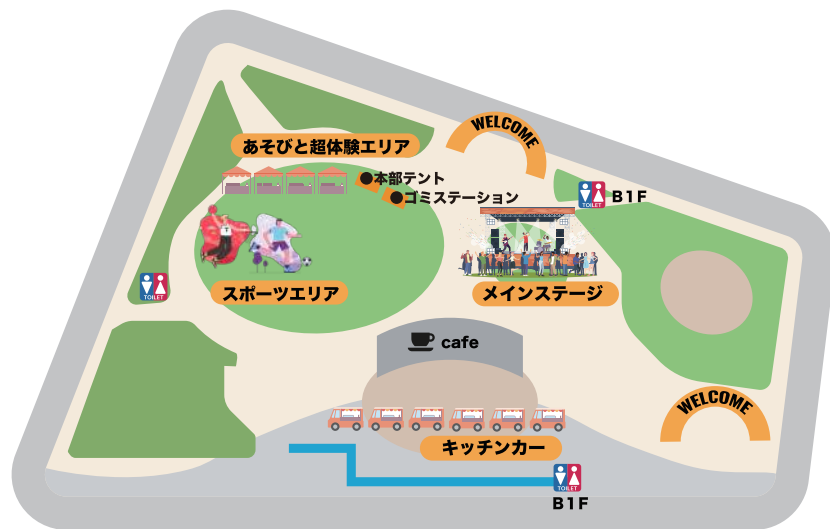 WELCOME
あそびと超体験エリア
本部テント
ゴミステーション
TOILET
B1F
スポーツエリア
メインステージ
TOILET
cafe
WELCOME
キッチンカー
TOILET
B1F